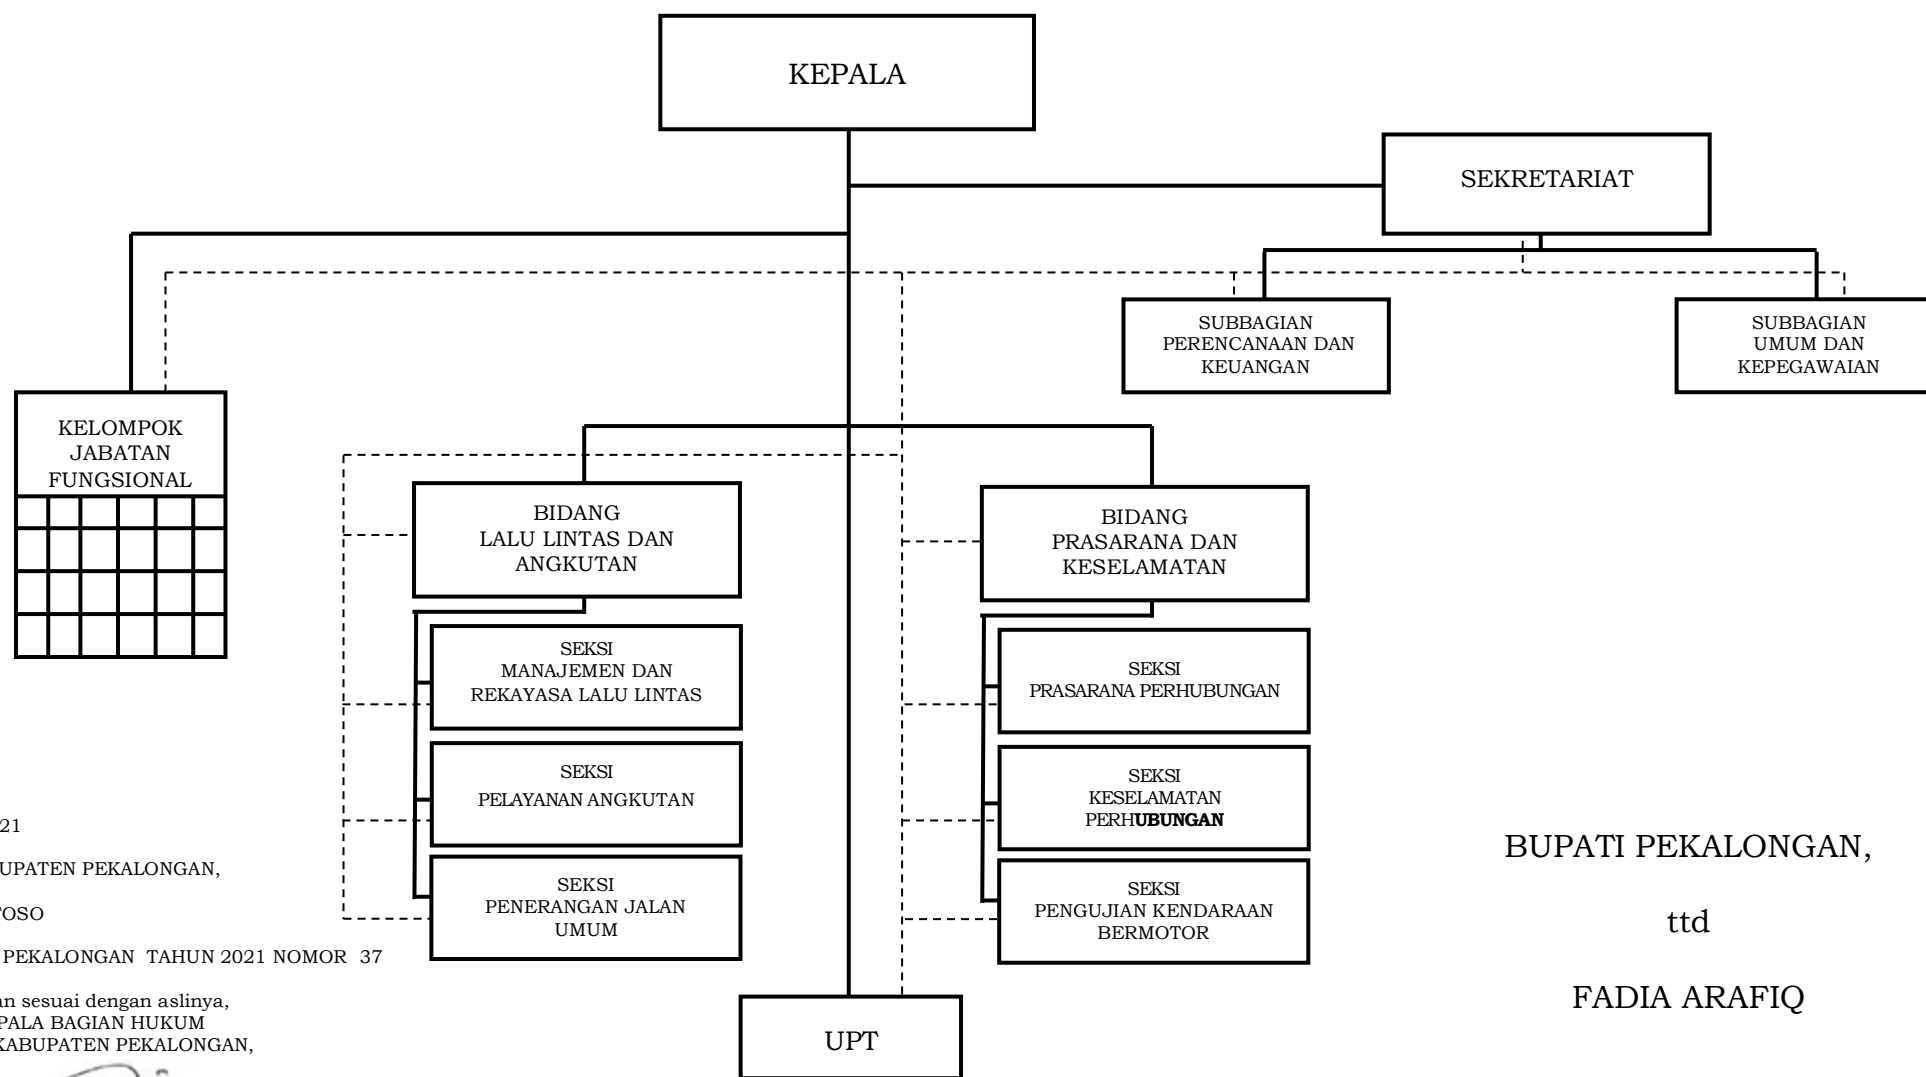 KEPALA
SEKRETARIAT
SUBBAGIAN
PERENCANAAN DAN
KEUANGAN
SUBBAGIAN
UMUM DAN
KEPEGAWAIAN
KELOMPOK
JABATAN
FUNGSIONAL
BIDANG
LALU LINTAS DAN
ANGKUTAN
BIDANG
PRASARANA DAN
KESELAMATAN
SEKSI
MANAJEMEN DAN
REKAYASA LALU LINTAS
SEKSI
PELAYANAN ANGKUTAN
SEKSI
PENERANGAN JALAN
UMUM
SEKSI
PRASARANA PERHUBUNGAN
SEKSI
KESELAMATAN
PERHUBUNGAN
SEKSI
PENGUJIAN KENDARAAN
BERMOTOR
UPT
21
UPATEN PEKALONGAN,
TOSO
PEKALONGAN TAHUN 2021 NOMOR 37
an sesuai dengan aslinya,
PALA BAGIAN HUKUM
KABUPATEN PEKALONGAN,
BUPATI PEKALONGAN,
ttd
FADIA ARAFIQ